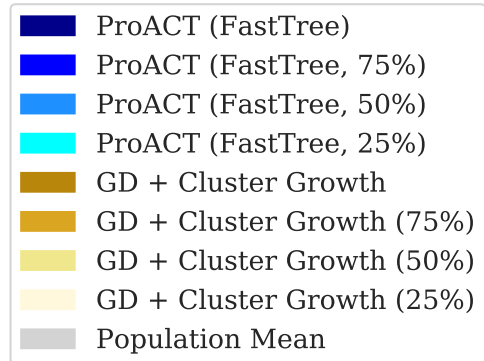 ProACT (FastTree)
ProACT (FastTree, 75%)
ProACT (FastTree, 50%)
ProACT (FastTree, 25%)
GD + Cluster Growth
GD + Cluster Growth (75%)
GD + Cluster Growth (50%)
GD + Cluster Growth (25%)
Population Mean